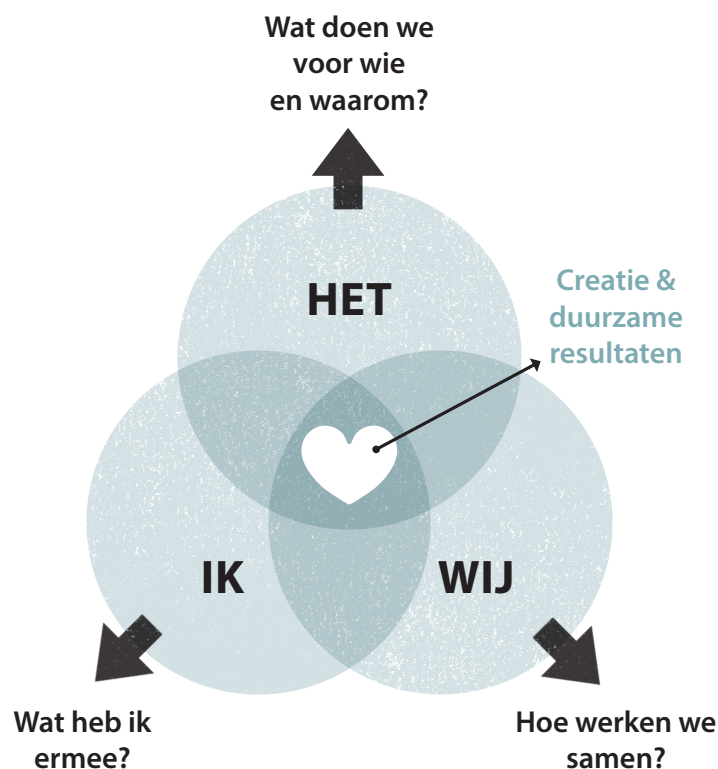 Wat doen we
voor wie
en waarom?
HET
Creatie &
duurzame
resultaten
IK
WIJ
Wat heb ik
ermee?
Hoe werken we
samen?